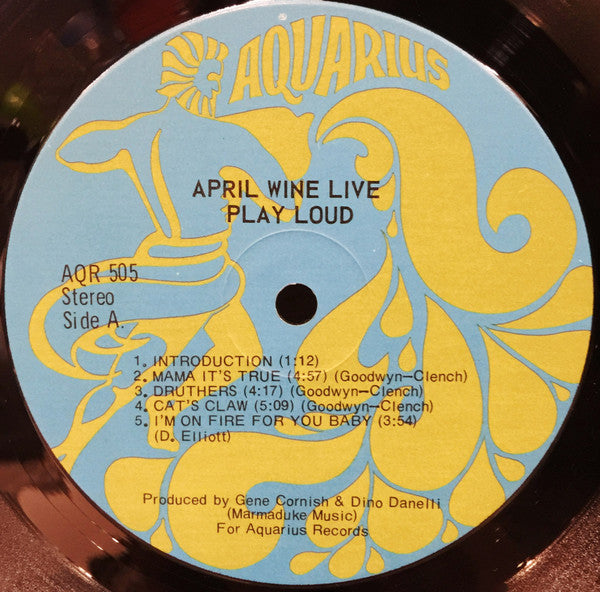 AQUARIUS
APRIL WINE LIVE
PLAY LOUD
AQR 505
Stereo
Side A.
1. INTRODUCTION (1:12)
2. MAMA IT'S TRUE (4:57) (Goodwyn—Clench)
3. DRUTHERS (4:17) (Goodwyn—Clench)
4. CAT'S CLAW (5:09) (Goodwyn—Clench)
5. I'M ON FIRE FOR YOU BABY (3:54)
(D. Elliott)
Produced by Gene Cornish & Dino Danelli
(Marmaduke Music)
For Aquarius Records